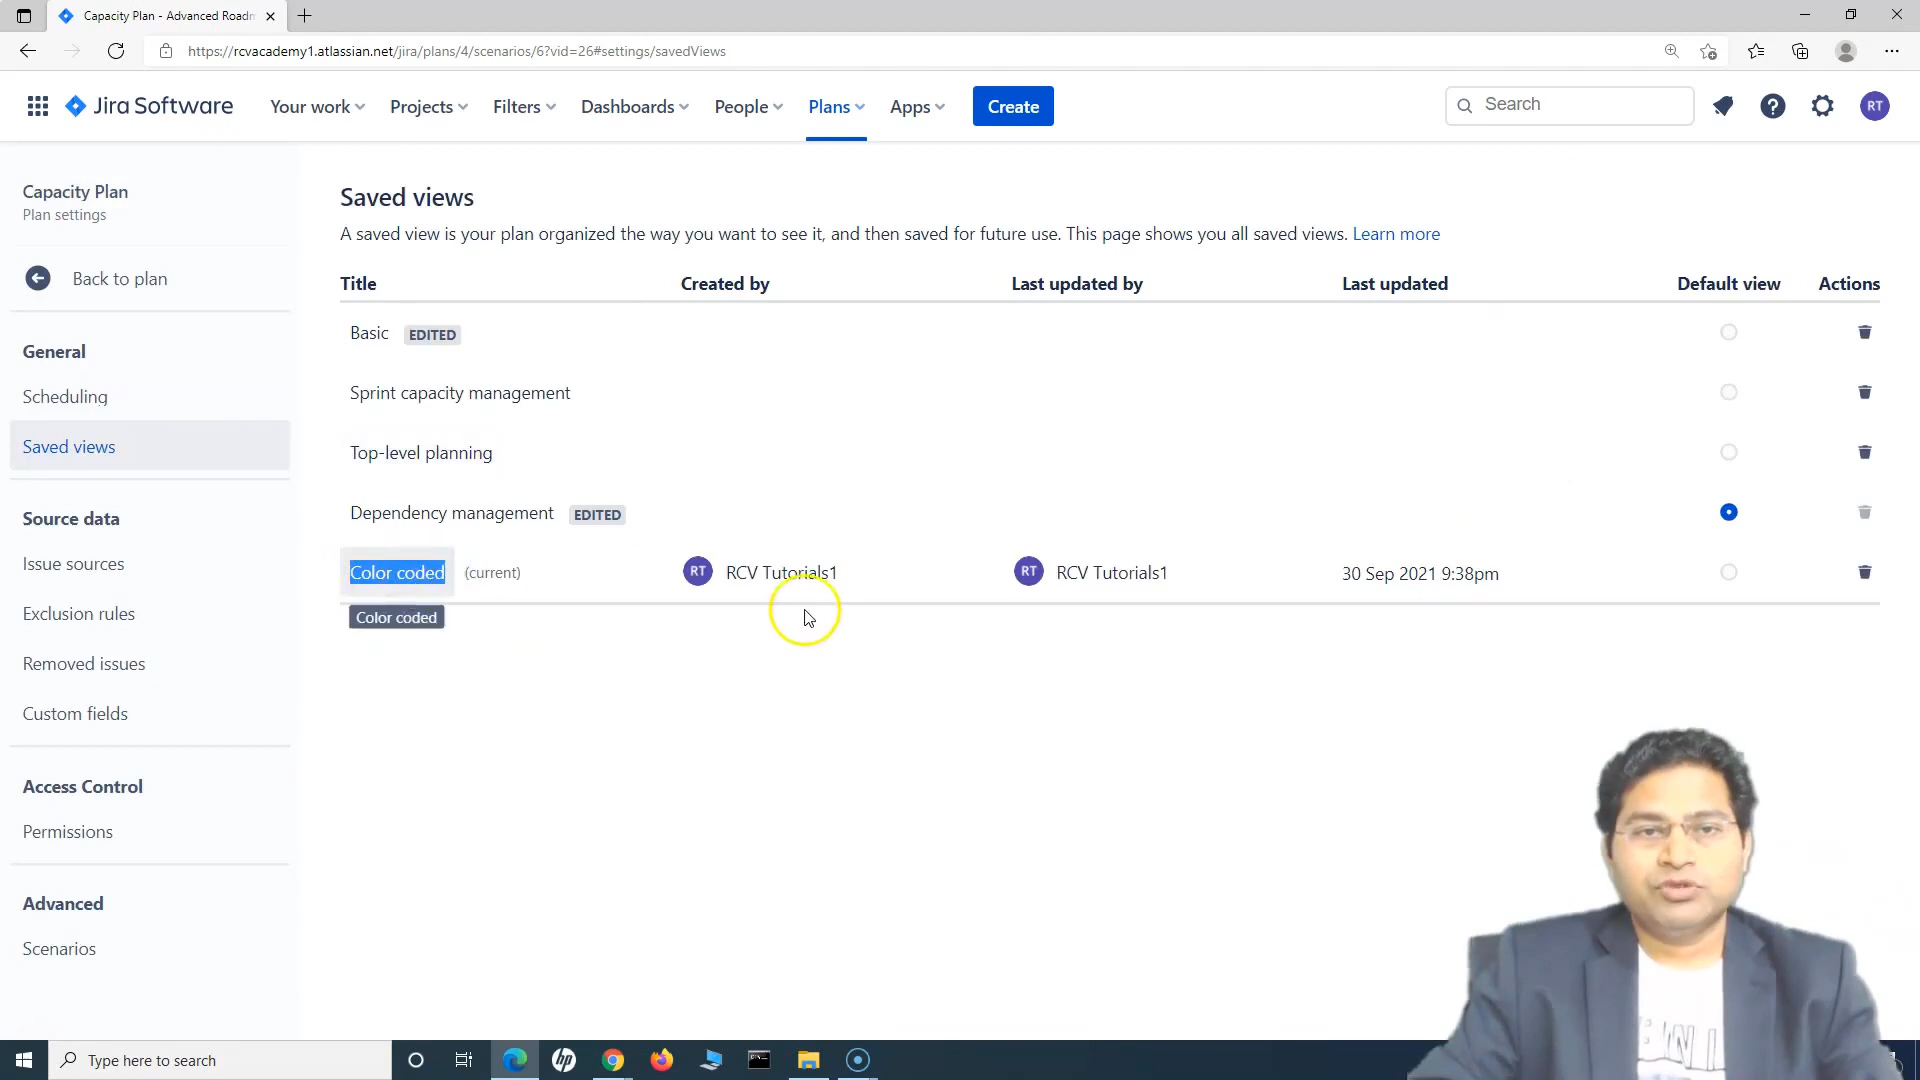 Capacity Plan - Advanced Roadm
https://rcvacademy1.atlassian.net/jira/plans/4/scenarios/6?vid=26#settings/savedViews
Jira Software
Your work
Projects
Filters
Dashboards
People
Plans
Apps
Create
Search
RT
Capacity Plan
Plan settings
Back to plan
General
Scheduling
Saved views
Source data
Issue sources
Exclusion rules
Removed issues
Custom fields
Access Control
Permissions
Advanced
Scenarios
Saved views
A saved view is your plan organized the way you want to see it, and then saved for future use. This page shows you all saved views. Learn more
Title Created by Last updated by Last updated Default view Actions
Basic EDITED
Sprint capacity management
Top-level planning
Dependency management EDITED
Color coded (current) RT RCV Tutorials1 RT RCV Tutorials1 30 Sep 2021 9:38pm
Color coded
Type here to search
hp